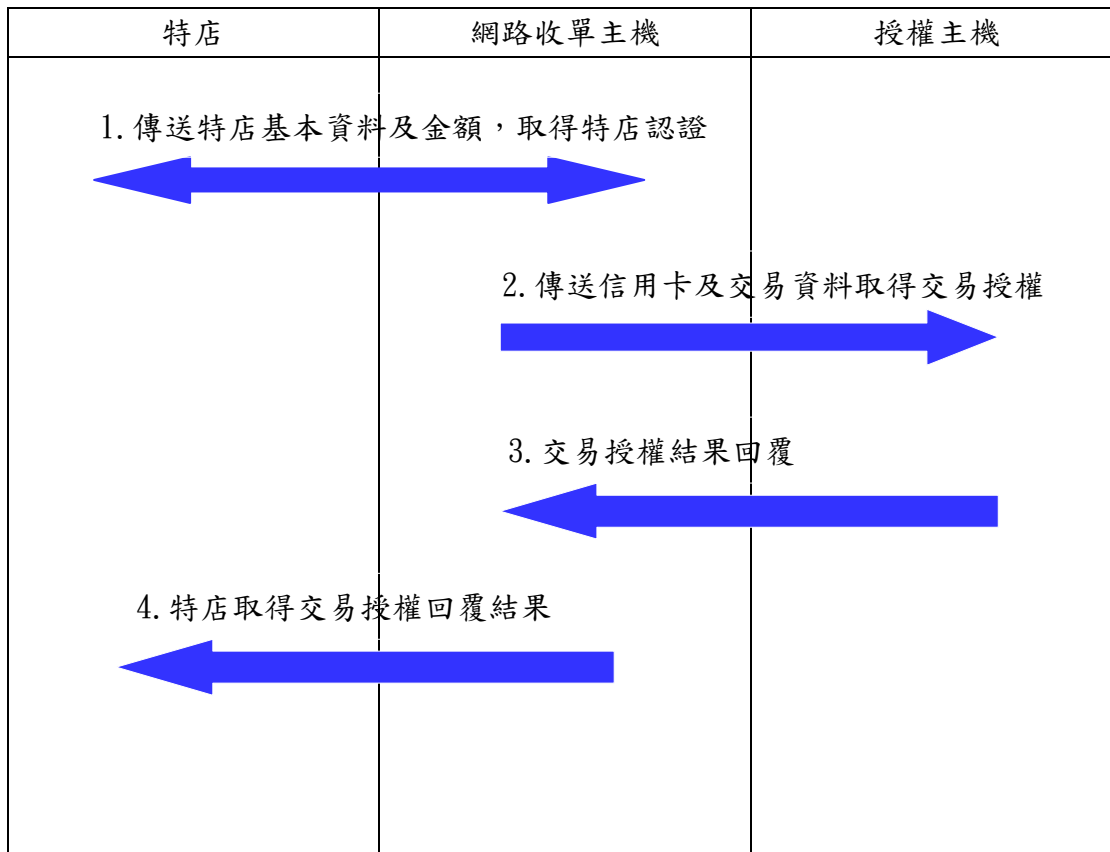 特店
網路收單主機
授權主機
1.傳送特店基本資料及金額，取得特店認證
2.傳送信用卡及交易資料取得交易授權
3.交易授權結果回覆
4.特店取得交易授權回覆結果